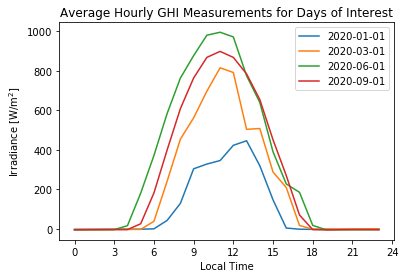 Average Hourly GHI Measurements for Days of Interest
Irradiance [W/m²]
1000
800
600
400
200
0
2020-01-01
2020-03-01
2020-06-01
2020-09-01
0 3 6 9 12 15 18 21 24
Local Time